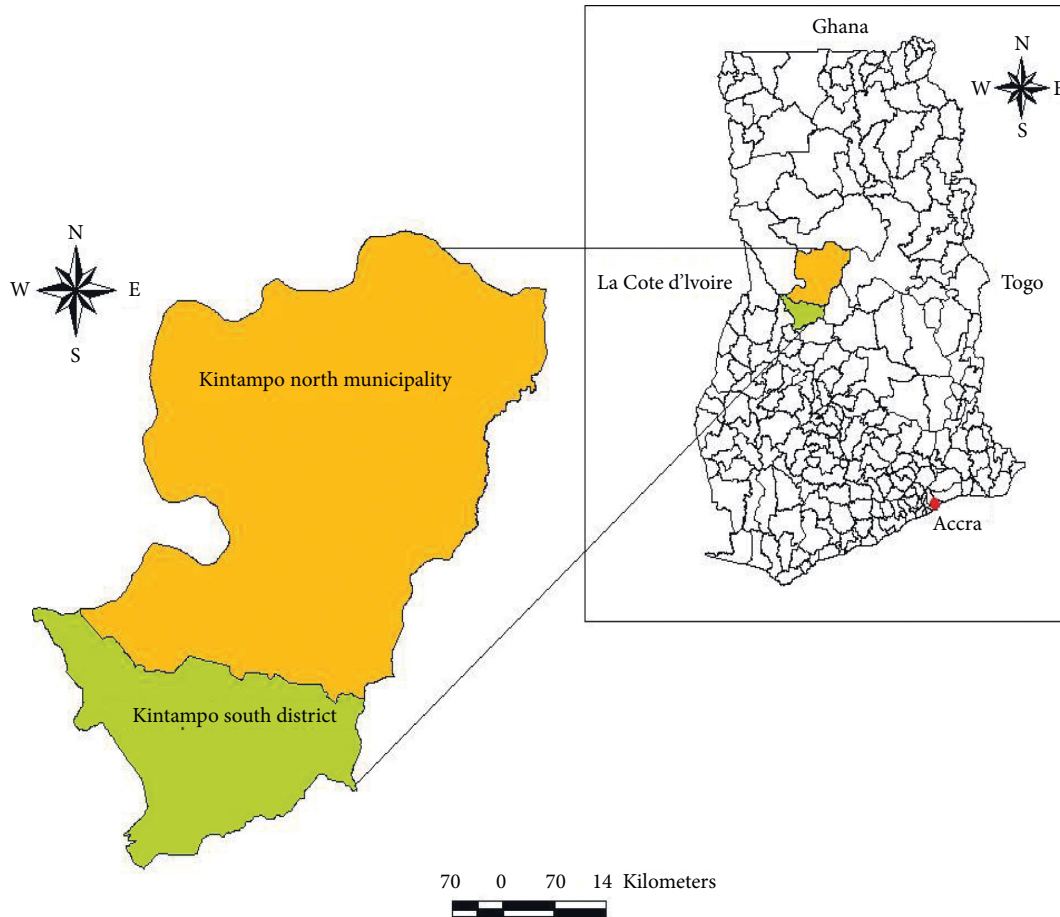 Ghana
N
W E
S
La Cote d'lvoire
Togo
Accra
N
W E
S
Kintampo north municipality
Kintampo south district
70 0 70 14 Kilometers